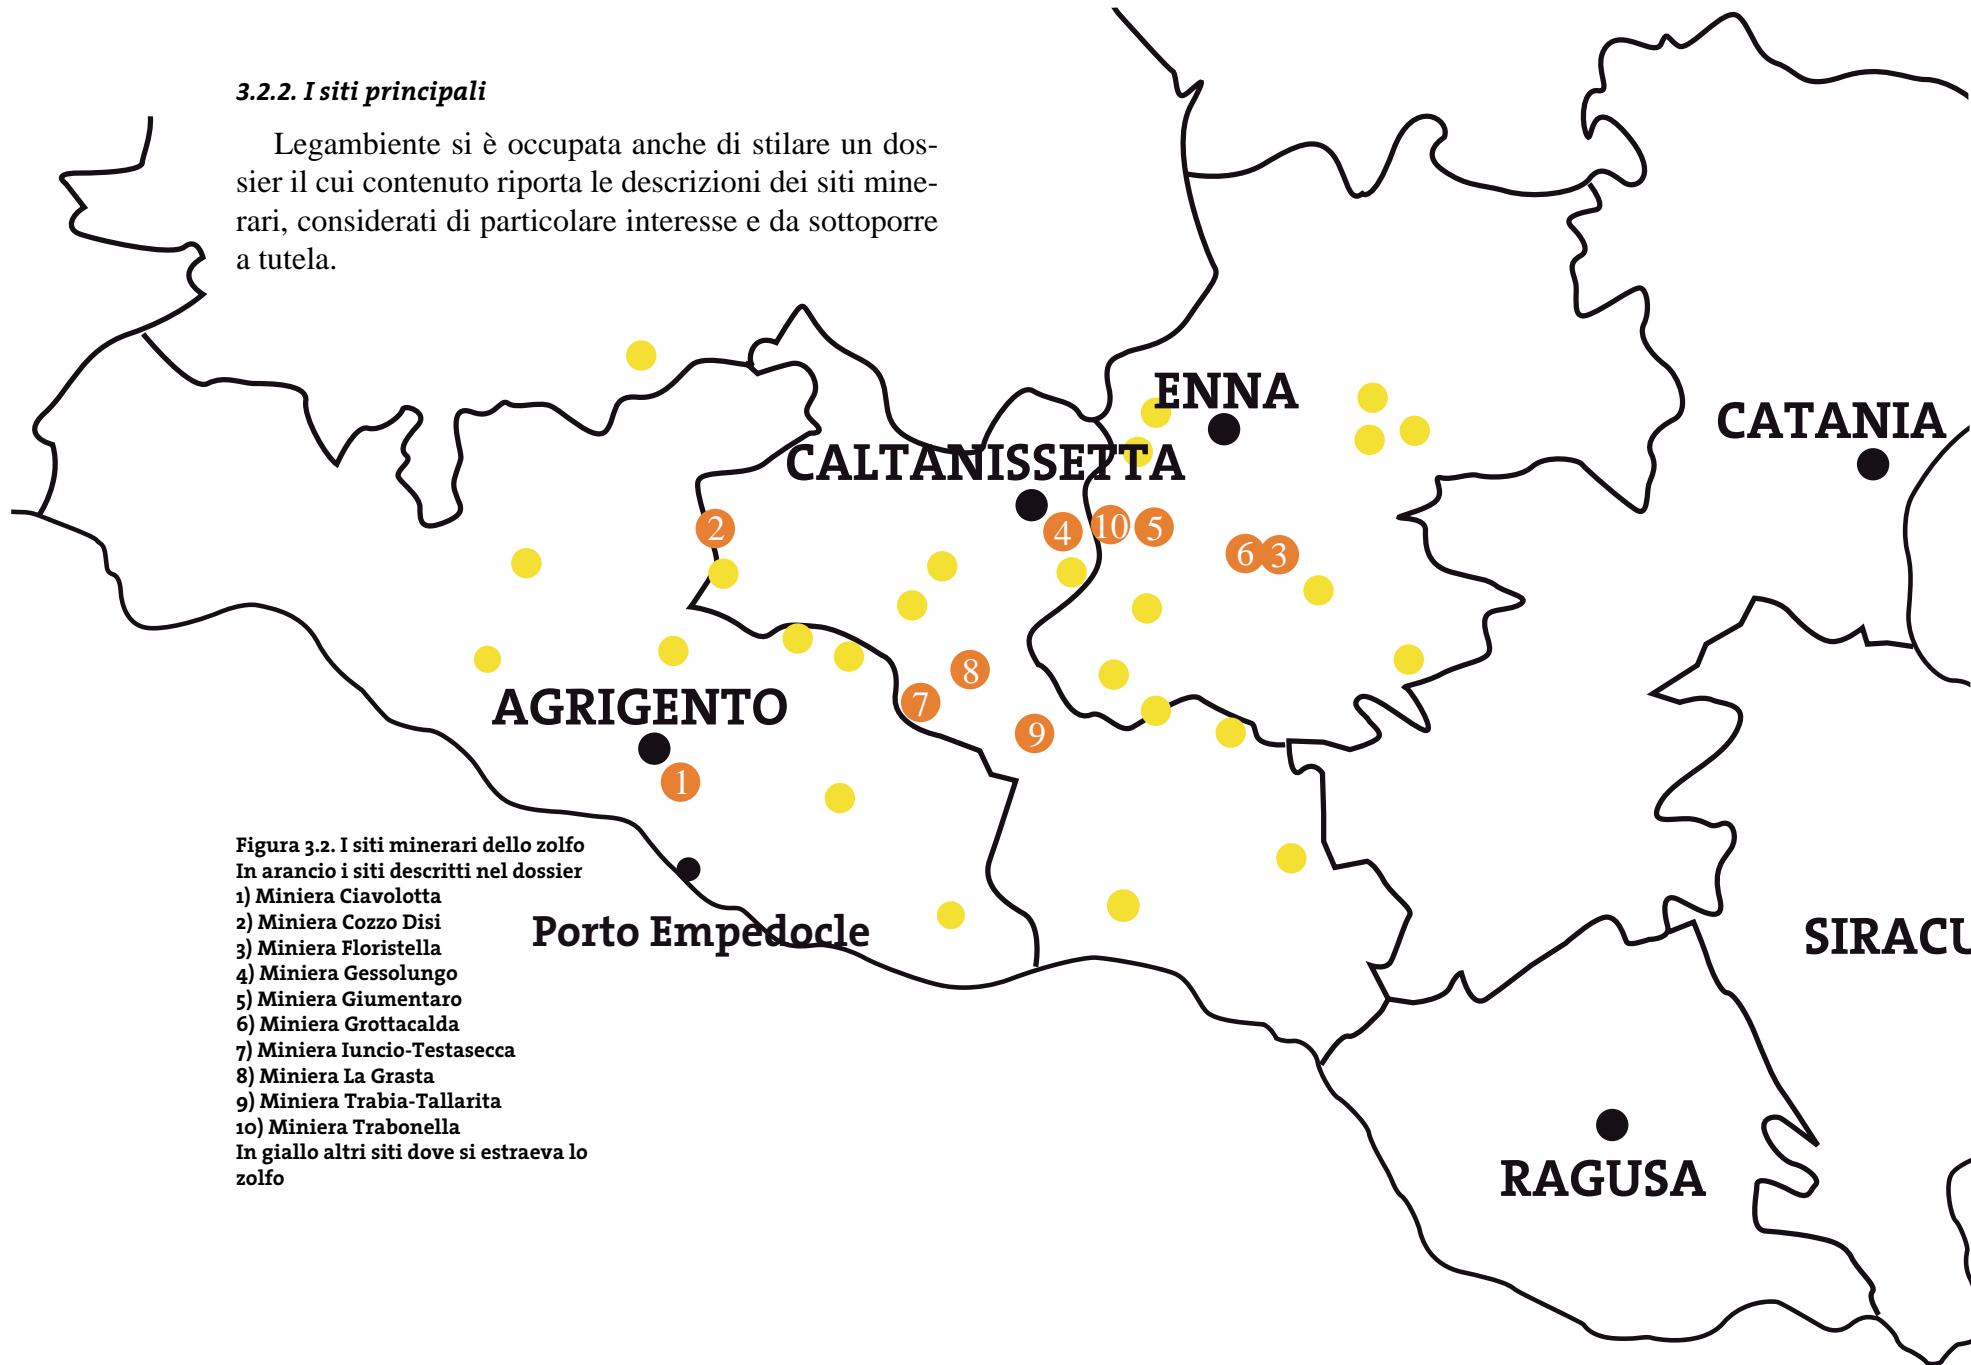 3.2.2. I siti principali
Legambiente si è occupata anche di stilare un dos-
sier il cui contenuto riporta le descrizioni dei siti mine-
rari, considerati di particolare interesse e da sottoporre
a tutela.
ENNA
CATANIA
CALTANISSETTA
2
4
10
5
6
3
8
7
AGRIGENTO
9
1
Figura 3.2. I siti minerari dello zolfo
In arancio i siti descritti nel dossier
1) Miniera Ciavolotta
2) Miniera Cozzo Disi
3) Miniera Floristella
4) Miniera Gessolungo
5) Miniera Giumentaro
6) Miniera Grottacalda
7) Miniera Iuncio-Testasecca
8) Miniera La Grasta
9) Miniera Trabia-Tallarita
10) Miniera Trabonella
In giallo altri siti dove si estraeva lo
zolfo
Porto Empedocle
SIRACU
RAGUSA